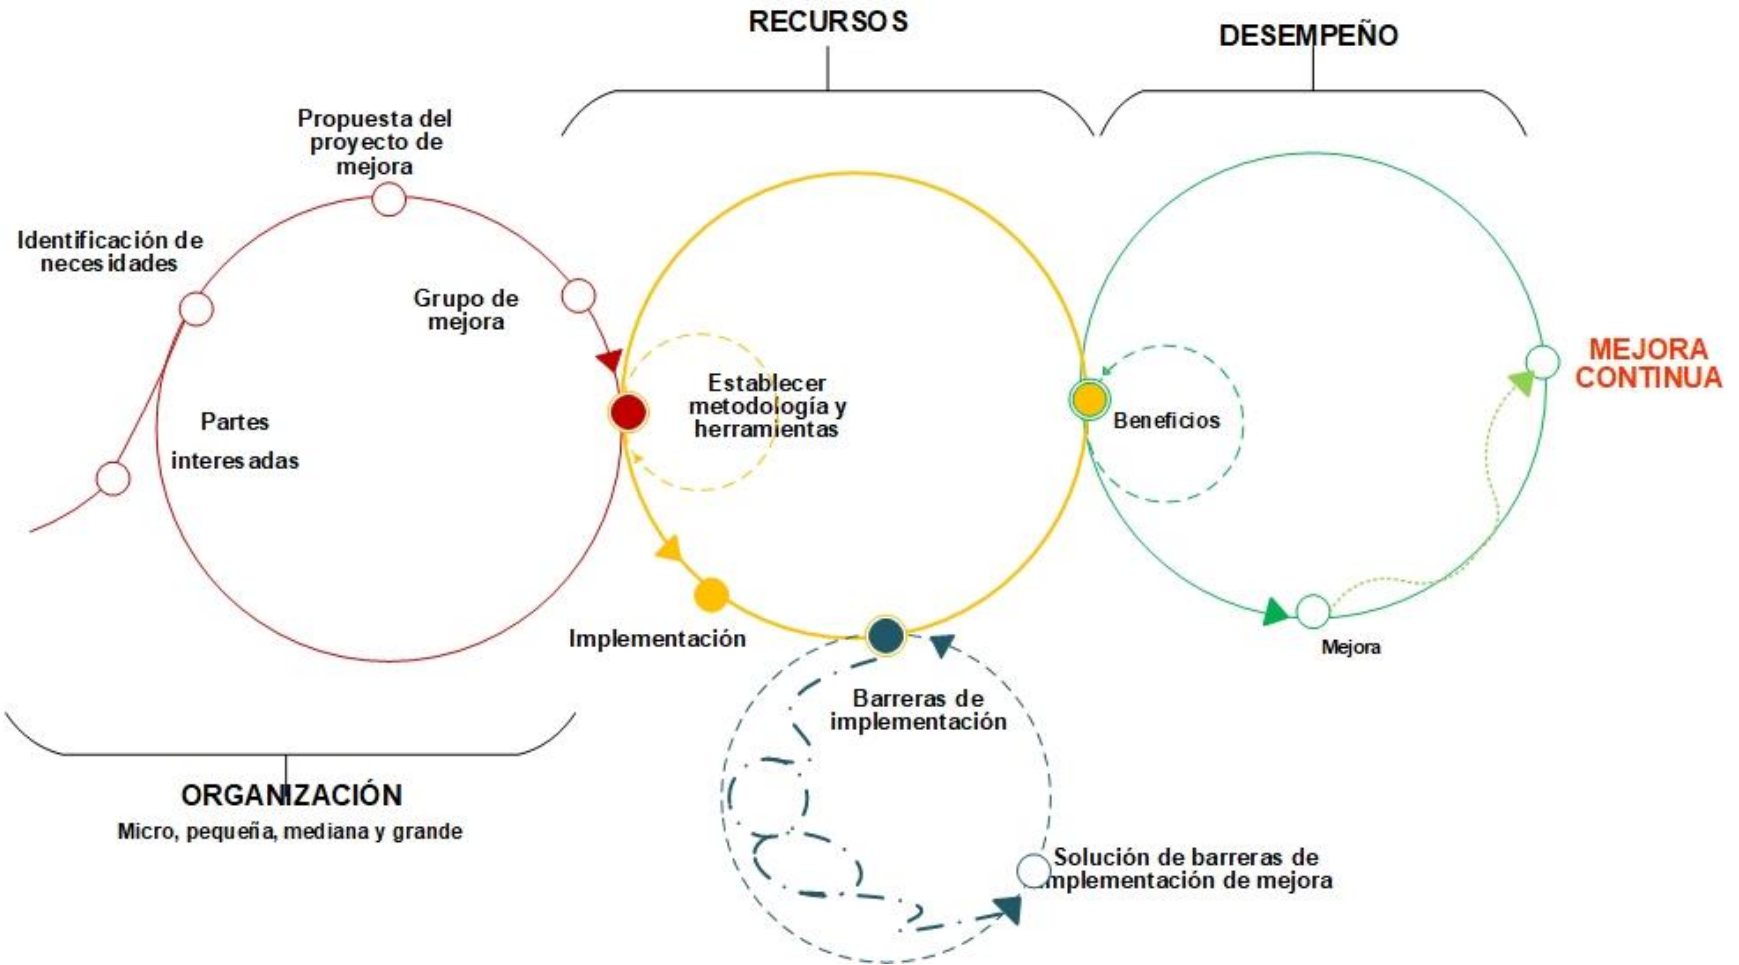 RECURSOS
DESEMPEÑO
Propuesta del
proyecto de
mejora
Identificación de
necesidades
Grupo de
mejora
Partes
interesadas
Establecer
metodología y
herramientas
Beneficios
MEJORA
CONTINUA
Implementación
Mejora
Barreras de
implementación
ORGANIZACIÓN
Micro, pequeña, mediana y grande
Solución de barreras de
implementación de mejora